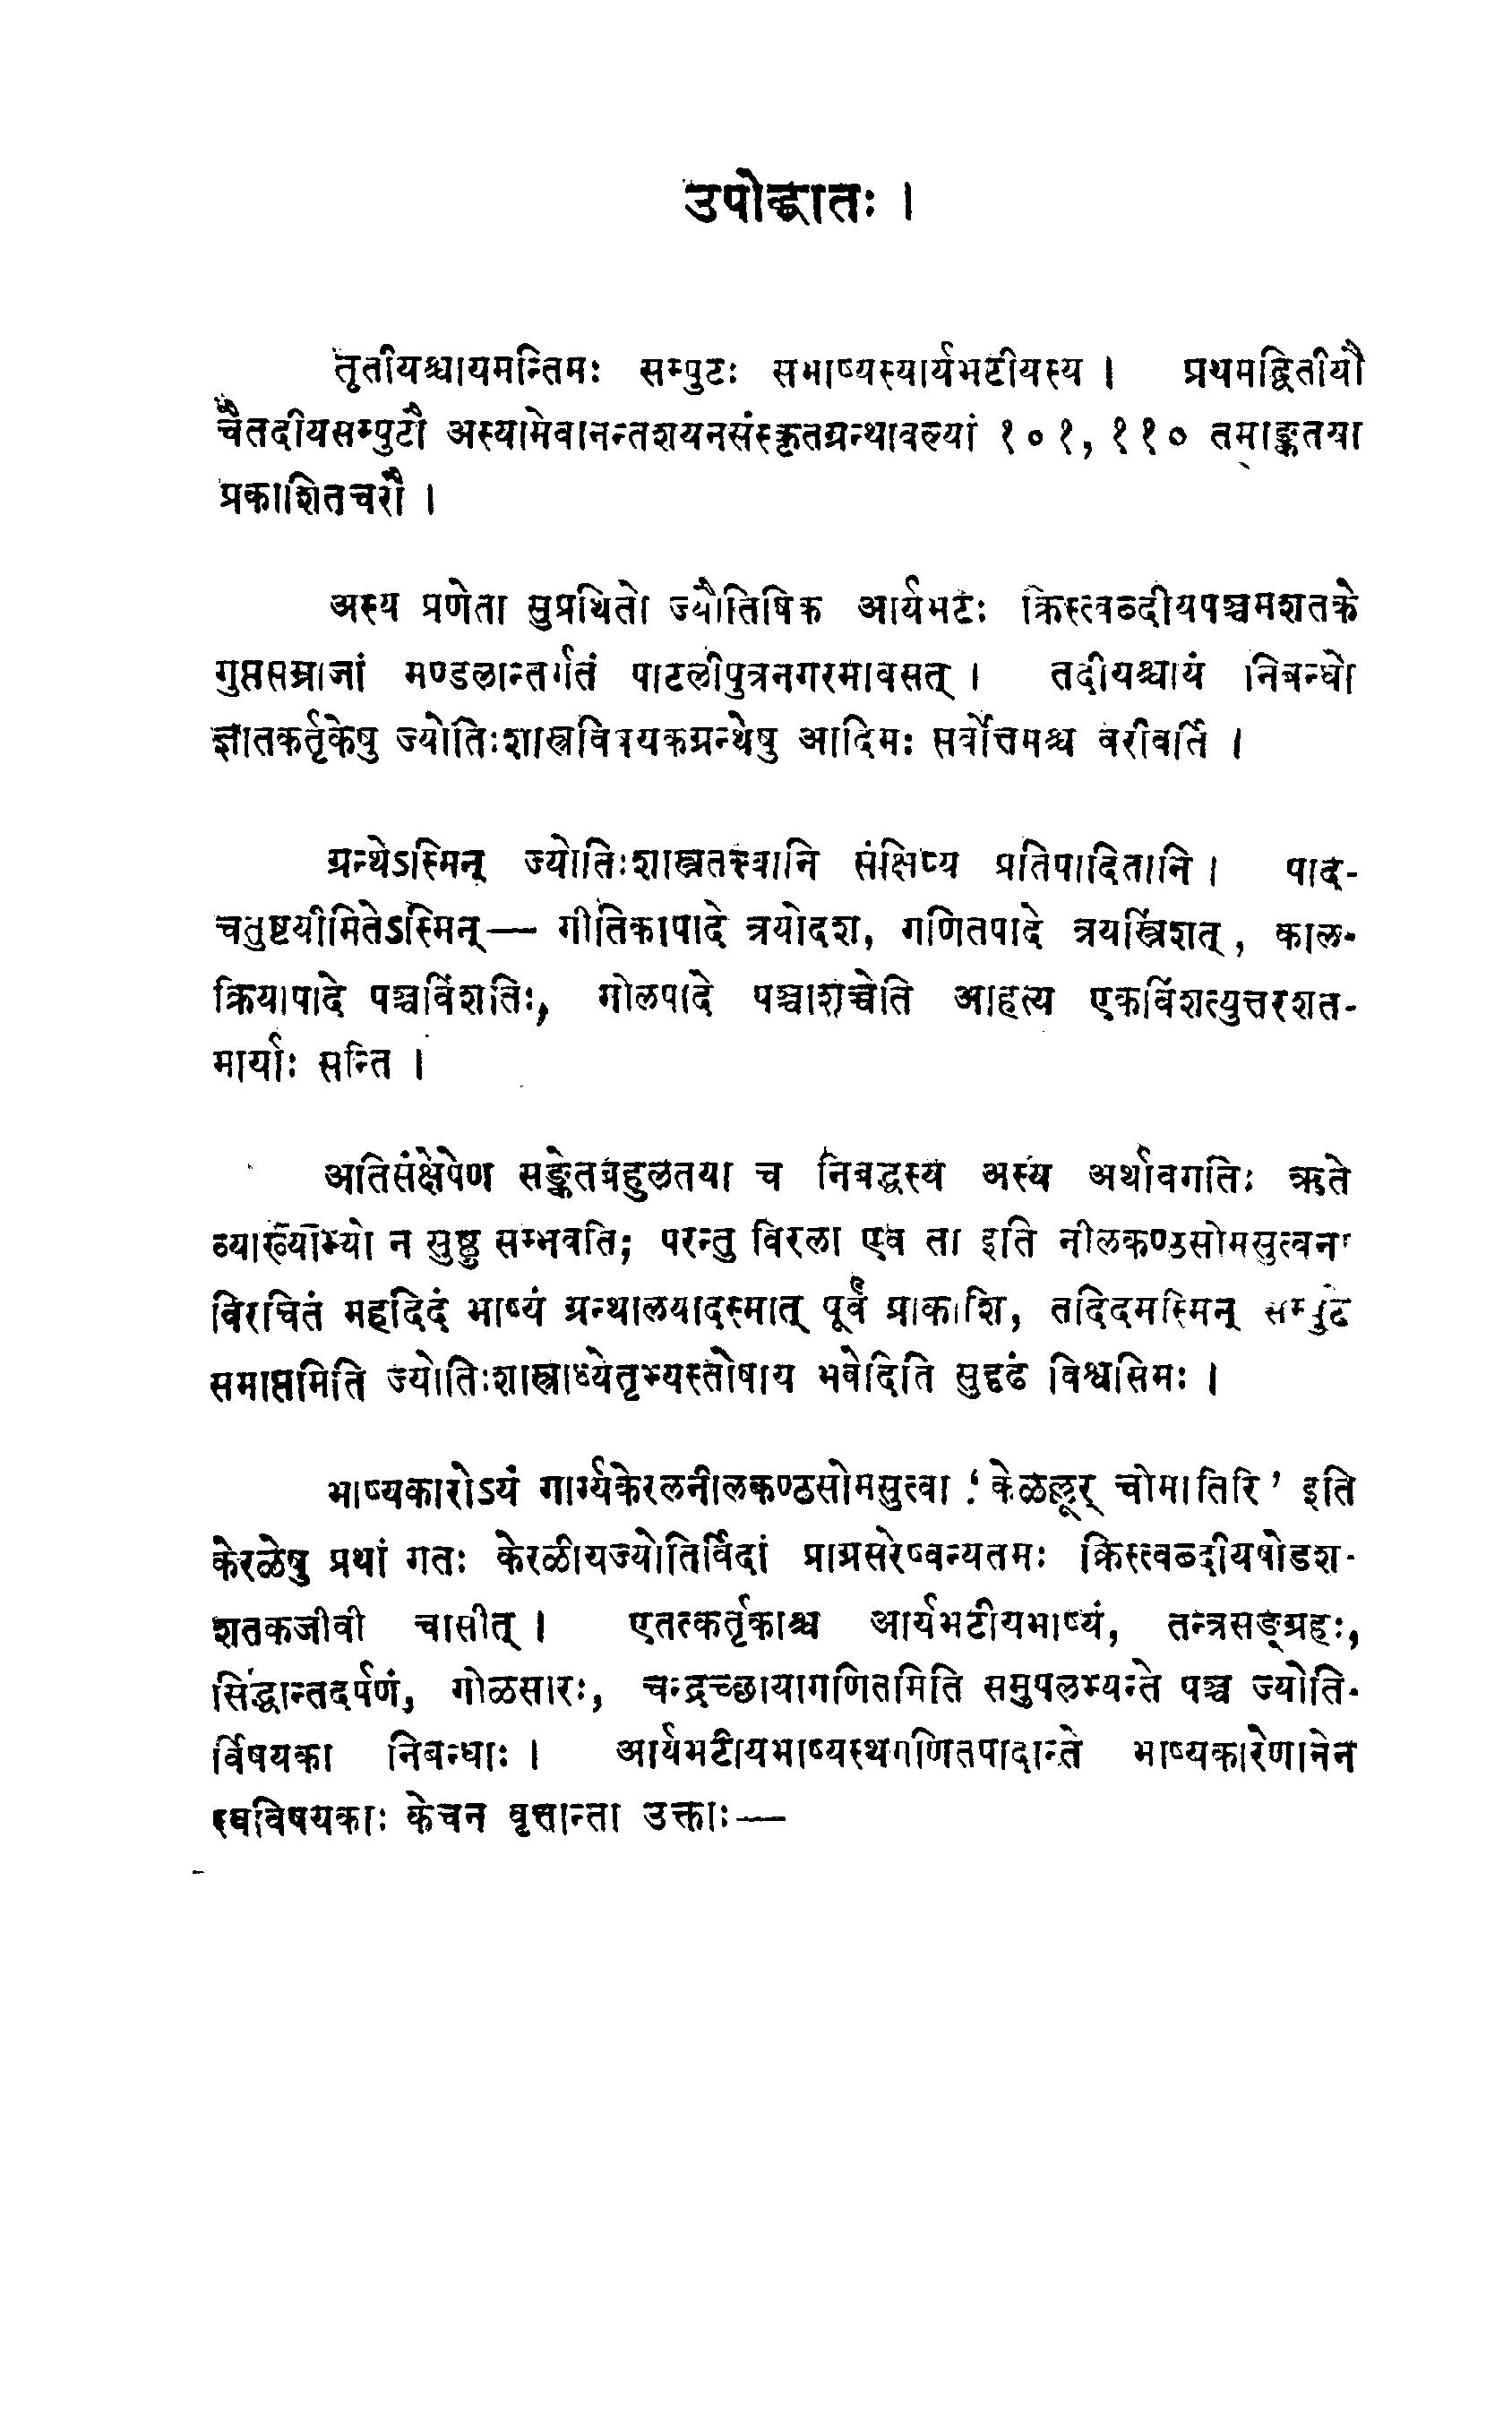 उपोद्घातः ।
तृतीयश्चायमन्तिमः सम्पुटः सभाष्यस्यार्यभटीयस्य । प्रथमद्वितीयौ
चैतदीयसम्पुटौ अस्यामेवानन्तशयनसंस्कृतग्रन्थावल्यां १०१, ११० तमाङ्कतया
प्रकाशितचरौ ।
अस्य प्रणेता सुप्रथितो ज्यौतिषिक आर्यभटः क्रिस्त्वब्दीयपञ्चमशतके
गुप्तसम्राजां मण्डलान्तर्गतं पाटलीपुत्रनगरमावसत् । तदीयश्चायं निबन्धो
ज्ञातकर्तृकेषु ज्योतिःशास्त्रविषयकग्रन्थेषु आदिमः सर्वोत्तमश्च वरीवर्ति ।
ग्रन्थेऽस्मिन् ज्योतिःशास्त्रतत्त्वानि संक्षिप्य प्रतिपादितानि । पाद-
चतुष्टयीमितेऽस्मिन्— गीतिकापादे त्रयोदश, गणितपादे त्रयस्त्रिंशत्, काल-
क्रियापादे पञ्चविंशतिः, गोलपादे पञ्चाशच्चेति आहत्य एकविंशत्युत्तरशत-
मार्याः सन्ति ।
अतिसंक्षेपेण सङ्केतबहुलतया च निबद्धस्य अस्य अर्थावगतिः ऋते
व्याख्याभ्यो न सुष्ठु सम्भवति; परन्तु विरला एव ता इति नीलकण्ठसोमसुत्वना
विरचितं महदिदं भाष्यं ग्रन्थालयादस्मात् पूर्वं प्राकाशि, तदिदमस्मिन् सम्पुटे
समाप्तमिति ज्योतिःशास्त्राध्येतृभ्यस्तोषाय भवेदिति सुदृढं विश्वसिमः ।
भाष्यकारोऽयं गार्ग्यकेरलनीलकण्ठसोमसुत्वा 'केळल्लूर् चोमातिरि' इति
केरळेषु प्रथां गतः केरळीयज्योतिर्विदां प्राग्रसरेष्वन्यतमः क्रिस्त्वब्दीयषोडश-
शतकजीवी चासीत् । एतत्कर्तृकाश्च आर्यभटीयभाष्यं, तन्त्रसङ्ग्रहः,
सिद्धान्तदर्पणं, गोळसारः, चन्द्रच्छायागणितमिति समुपलभ्यन्ते पञ्च ज्योति-
र्विषयका निबन्धाः । आर्यभटीयभाष्यस्थगणितपादान्ते भाष्यकारेणानेन
स्वविषयकाः केचन वृत्तान्ता उक्ताः—